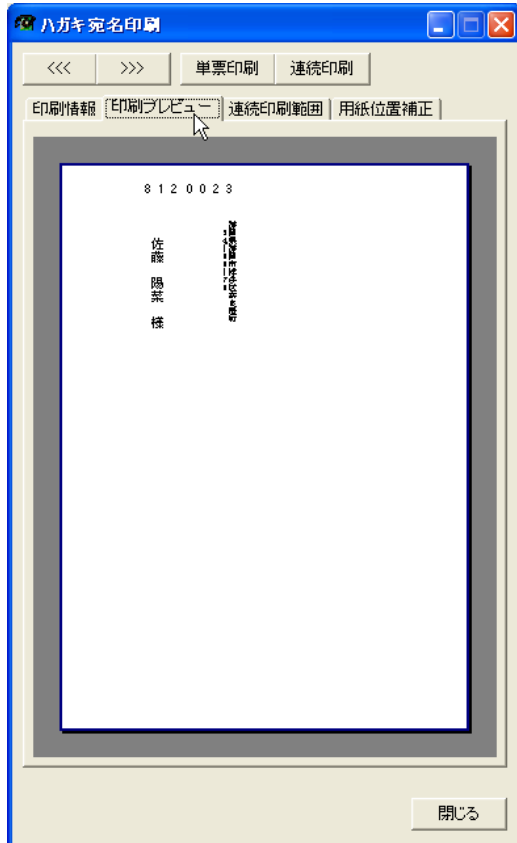 ハガキ宛名印刷
<<< >>> 単票印刷 連続印刷
印刷情報 印刷プレビュー 連続印刷範囲 用紙位置補正
8120023
佐藤 陽菜 様
閉じる